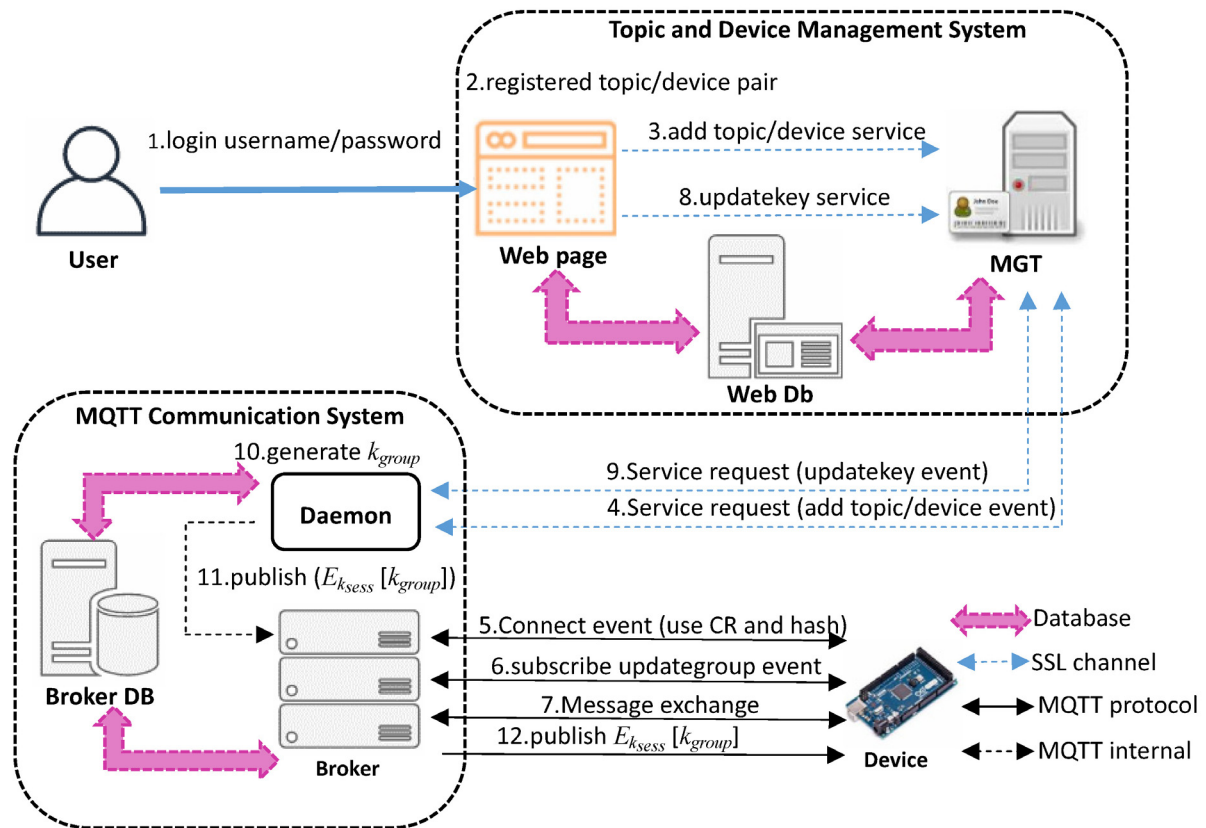 Topic and Device Management System
2.registered topic/device pair
1.login username/password
3.add topic/device service
8.updatekey service
John Doe
User
Web page
MGT
Web Db
MQTT Communication System
10.generate k_group
9.Service request (updatekey event)
Daemon
4.Service request (add topic/device event)
11.publish (E_k_sess [k_group])
5.Connect event (use CR and hash)
Database
6.subscribe updategroup event
SSL channel
Broker DB
7.Message exchange
MQTT protocol
12.publish E_k_sess [k_group]
MQTT internal
Broker
Device